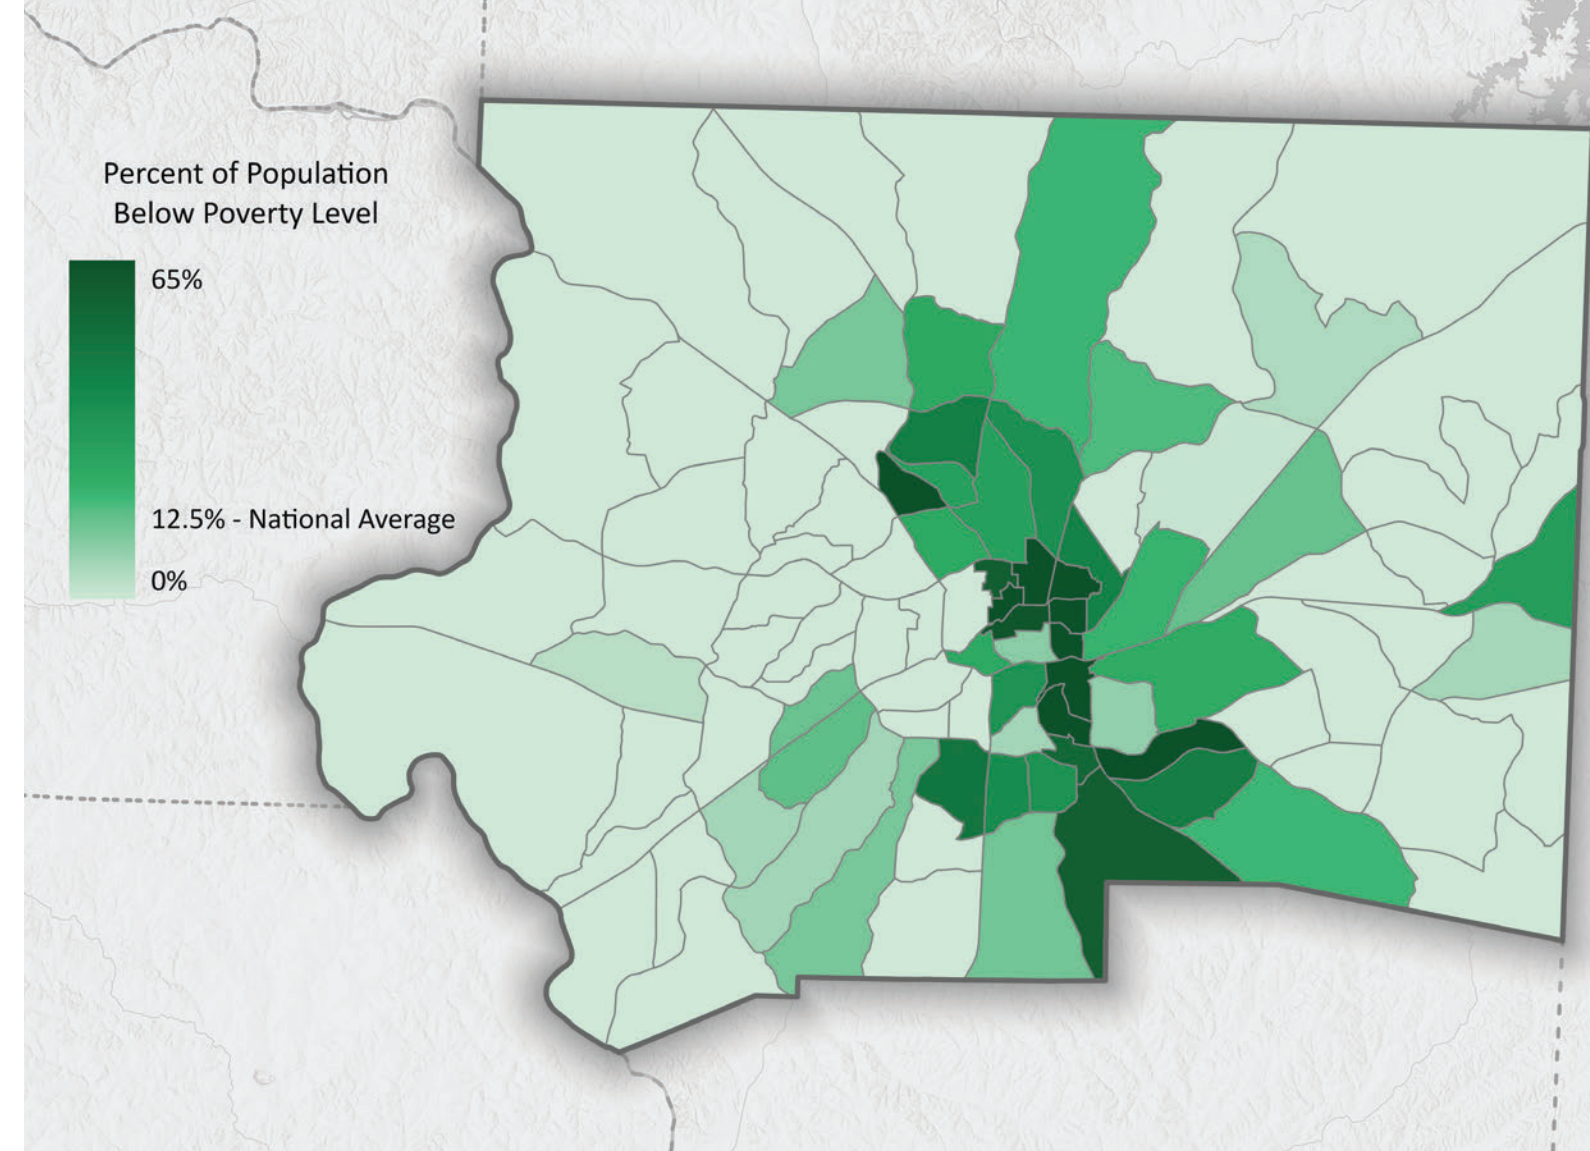 Percent of Population
Below Poverty Level
65%
12.5% - National Average
0%